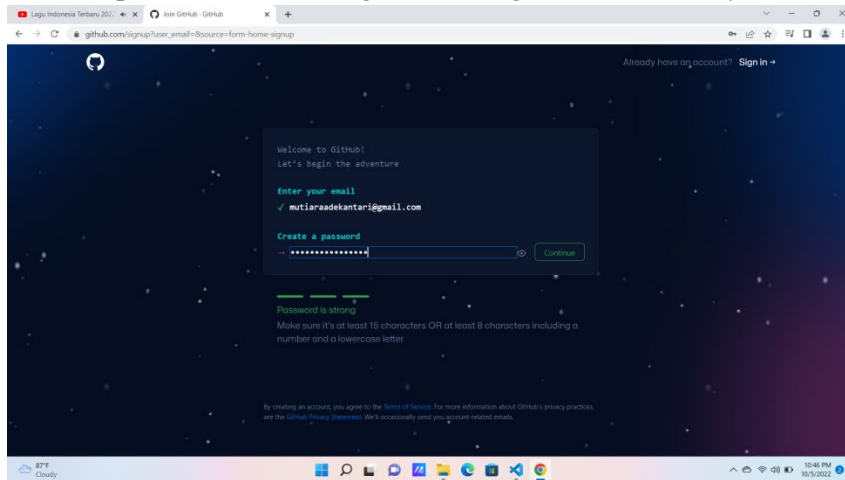 Lagu Indonesia Terbaru 202
Join GitHub · GitHub
github.com/signup?user_email=&source=form-home-signup
Already have an account? Sign in →
Welcome to GitHub!
Let's begin the adventure
Enter your email
✓ mutiaraadekantari@gmail.com
Create a password
→ ••••••••••••••••
Continue
Password is strong
Make sure it's at least 15 characters OR at least 8 characters including a
number and a lowercase letter.
By creating an account, you agree to the Terms of Service. For more information about GitHub's privacy practices,
see the GitHub Privacy Statement. We'll occasionally send you account-related emails.
87°F
Cloudy
10:46 PM
10/5/2022